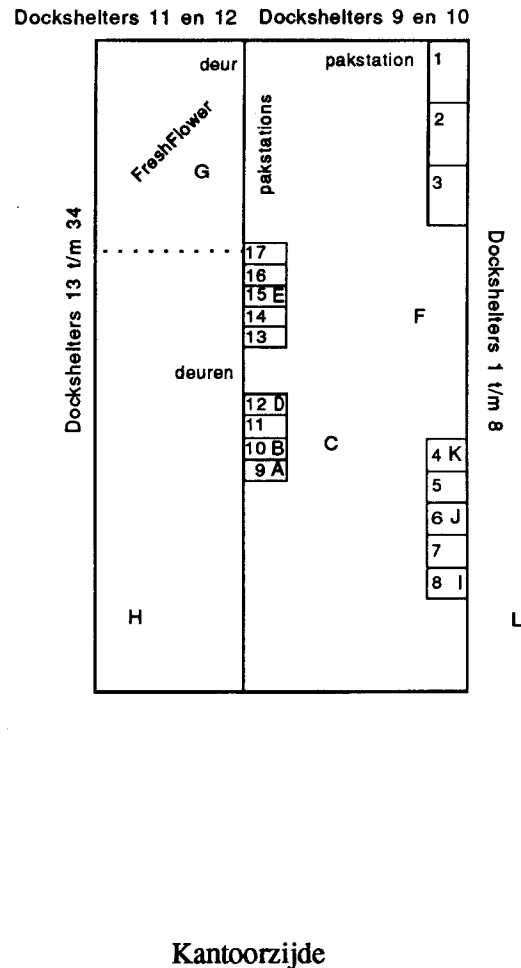 Dockshelters 11 en 12
Dockshelters 9 en 10
deur
pakstation
1
FreshFlower
pakstations
2
G
3
Dockshelters 13 t/m 34
17
16
15 E
14
13
F
Dockshelters 1 t/m 8
deuren
12 D
11
10 B
9 A
C
4 K
5
6 J
7
8 I
H
L
Kantoorzijde